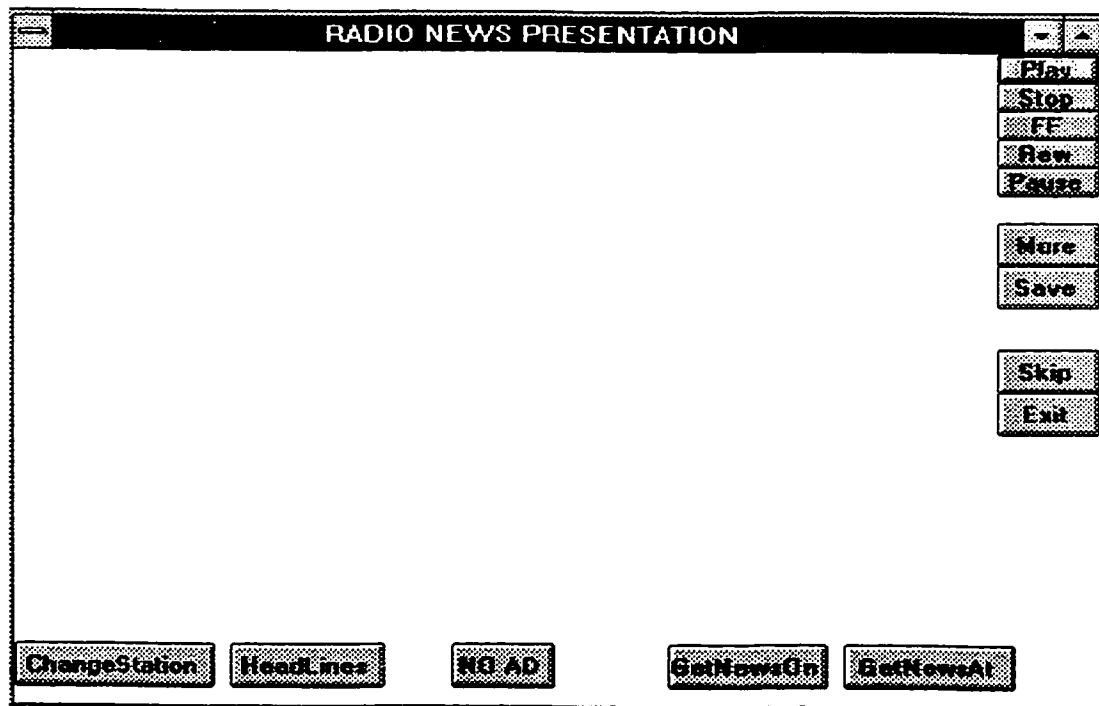 RADIO NEWS PRESENTATION
Play
Stop
FF
Rew
Pause
More
Save
Skip
Exit
ChangeStation HeadLines NO AD GetNewsOn GetNewsAt